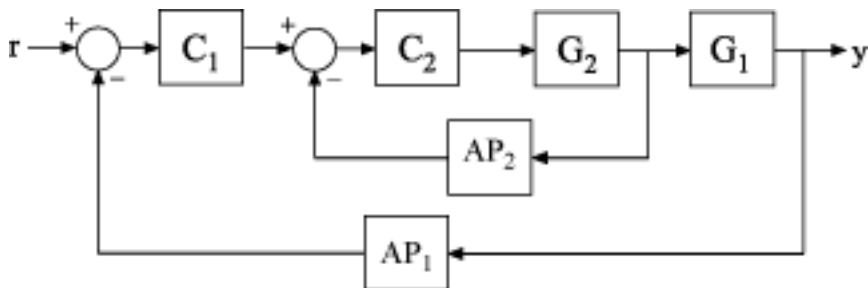 r + − C₁ + − C₂ G₂ G₁ y
AP₂
AP₁